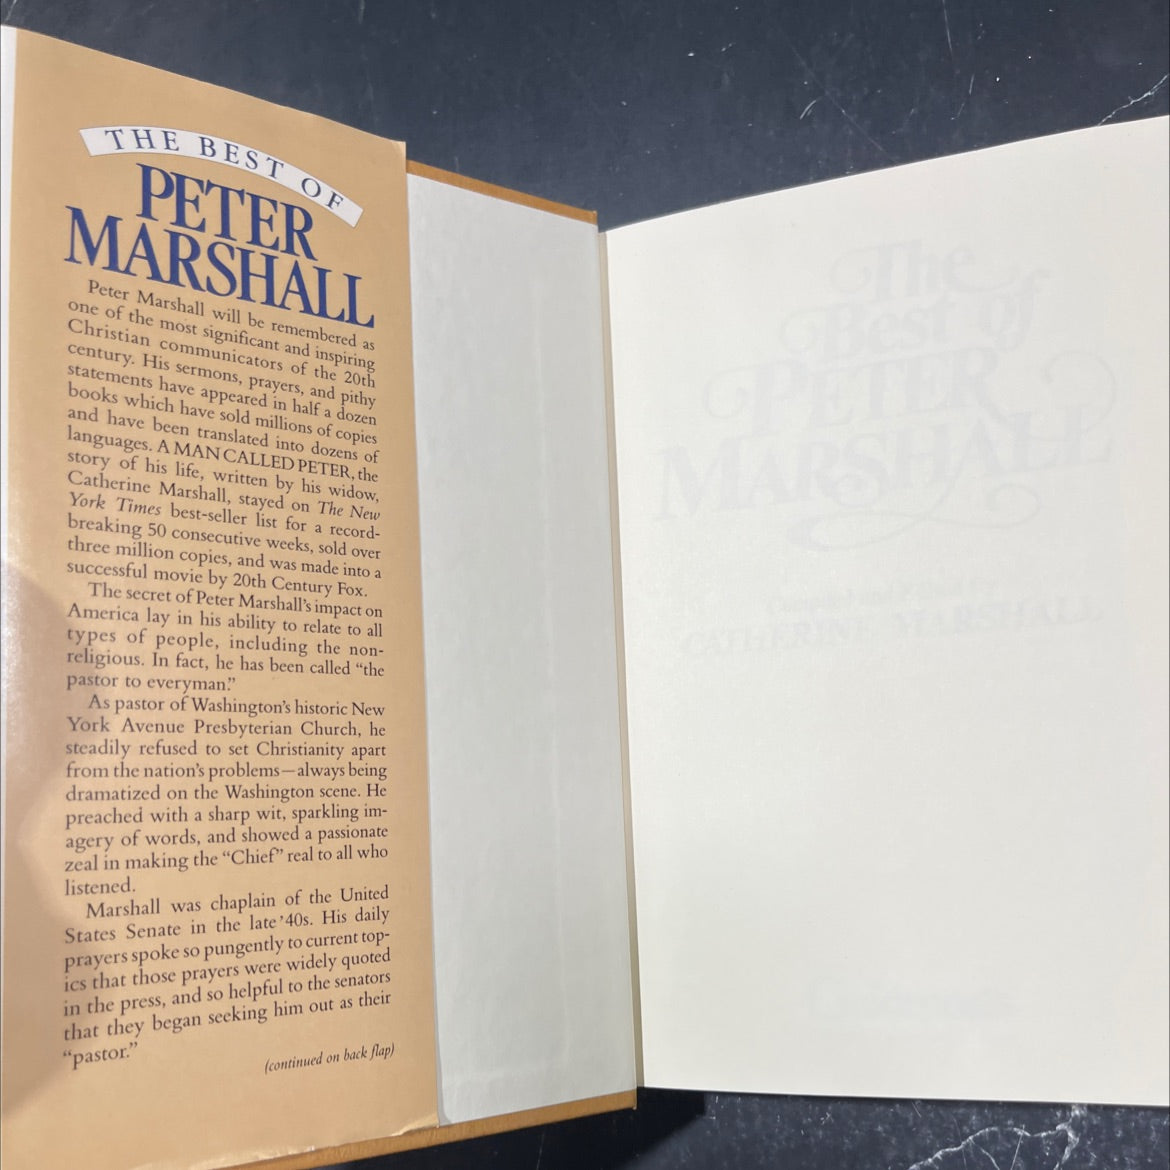 THE BEST OF
PETER
MARSHALL
Peter Marshall will be remembered as
one of the most significant and inspiring
Christian communicators of the 20th
century. His sermons, prayers, and pithy
statements have appeared in half a dozen
books which have sold millions of copies
and have been translated into dozens of
languages. A MAN CALLED PETER, the
story of his life, written by his widow,
Catherine Marshall, stayed on The New
York Times best-seller list for a record-
breaking 50 consecutive weeks, sold over
three million copies, and was made into a
successful movie by 20th Century Fox.
The secret of Peter Marshall's impact on
America lay in his ability to relate to all
types of people, including the non-
religious. In fact, he has been called “the
pastor to everyman.”
As pastor of Washington's historic New
York Avenue Presbyterian Church, he
steadily refused to set Christianity apart
from the nation's problems—always being
dramatized on the Washington scene. He
preached with a sharp wit, sparkling im-
agery of words, and showed a passionate
zeal in making the “Chief” real to all who
listened.
Marshall was chaplain of the United
States Senate in the late '40s. His daily
prayers spoke so pungently to current top-
ics that those prayers were widely quoted
in the press, and so helpful to the senators
that they began seeking him out as their
“pastor.”
(continued on back flap)
The
Best of
PETER
MARSHALL
CATHERINE MARSHALL